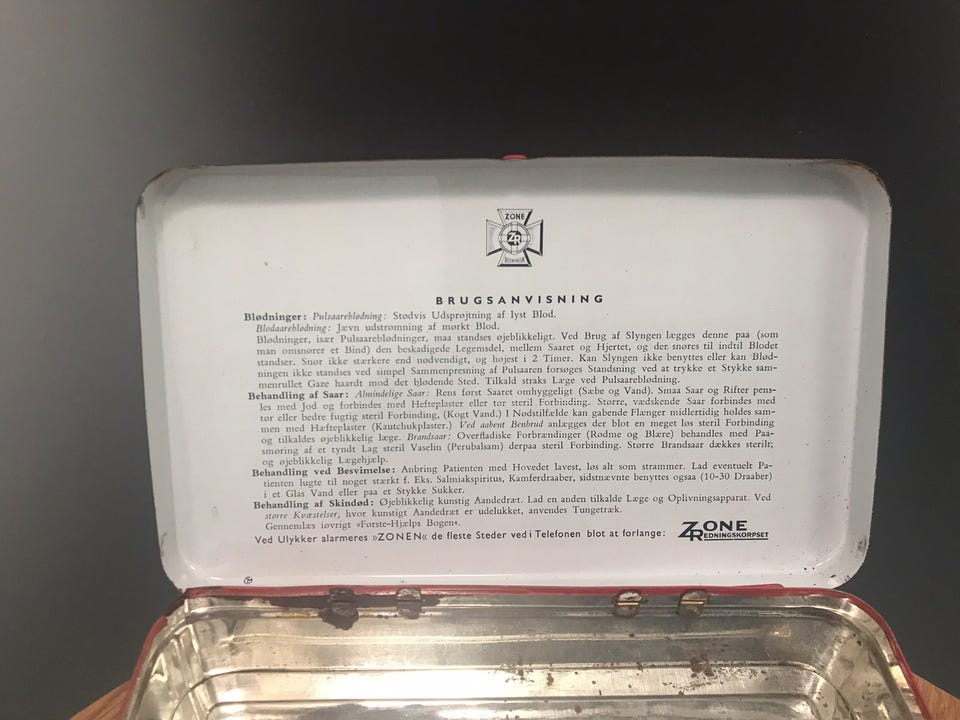 ZONE
ZR
REDNINGSK
BRUGSANVISNING
Blødninger: Pulsaareblødning: Stødvis Udsprøjtning af lyst Blod.
Blodaareblødning: Jævn udstrømning af mørkt Blod.
Blødninger, især Pulsaareblødninger, maa standses øjeblikkeligt. Ved Brug af Slyngen lægges denne paa (som
man omsnører et Bind) den beskadigede Legemsdel, mellem Saaret og Hjertet, og der snøres til indtil Blodet
standser. Snør ikke stærkere end nødvendigt, og højest i 2 Timer. Kan Slyngen ikke benyttes eller kan Blød-
ningen ikke standses ved simpel Sammenpresning af Pulsaaren forsøges Standsning ved at trykke et Stykke sam-
menrullet Gaze haardt mod det blødende Sted. Tilkald straks Læge ved Pulsaareblødning.
Behandling af Saar: Almindelige Saar: Rens først Saaret omhyggeligt (Sæbe og Vand). Smaa Saar og Rifter pens-
les med Jod og forbindes med Hefteplaster eller tør steril Forbinding. Større, vædskende Saar forbindes med
tør eller bedre fugtig steril Forbinding, (Kogt Vand.) I Nødstilfælde kan gabende Flænger midlertidig holdes sam-
men med Hæfteplaster (Kautchukplaster.) Ved aabent Benbrud anlægges der blot en meget løs steril Forbinding
og tilkaldes øjeblikkelig læge. Brandsaar: Overfladiske Forbrændinger (Rødme og Blære) behandles med Paa-
smøring af et tyndt Lag steril Vaselin (Perubalsam) derpaa steril Forbinding. Større Brandsaar dækkes sterilt;
og øjeblikkelig Lægehjælp.
Behandling ved Besvimelse: Anbring Patienten med Hovedet lavest, løs alt som strammer. Lad eventuelt Pa-
tienten lugte til noget stærkt f. Eks. Salmiakspiritus, Kamferdraaber, sidstnævnte benyttes ogsaa (10-30 Draaber)
i et Glas Vand eller paa et Stykke Sukker.
Behandling af Skindød: Øjeblikkelig kunstig Aandedræt. Lad en anden tilkalde Læge og Oplivningsapparat. Ved
større Kvæstelser, hvor kunstigt Aandedræt er udelukket, anvendes Tungetræk.
Gennemlæs iøvrigt »Første-Hjælps Bogen«.
Ved Ulykker alarmeres »ZONEN« de fleste Steder ved i Telefonen blot at forlange: ZONE REDNINGSKORPSET